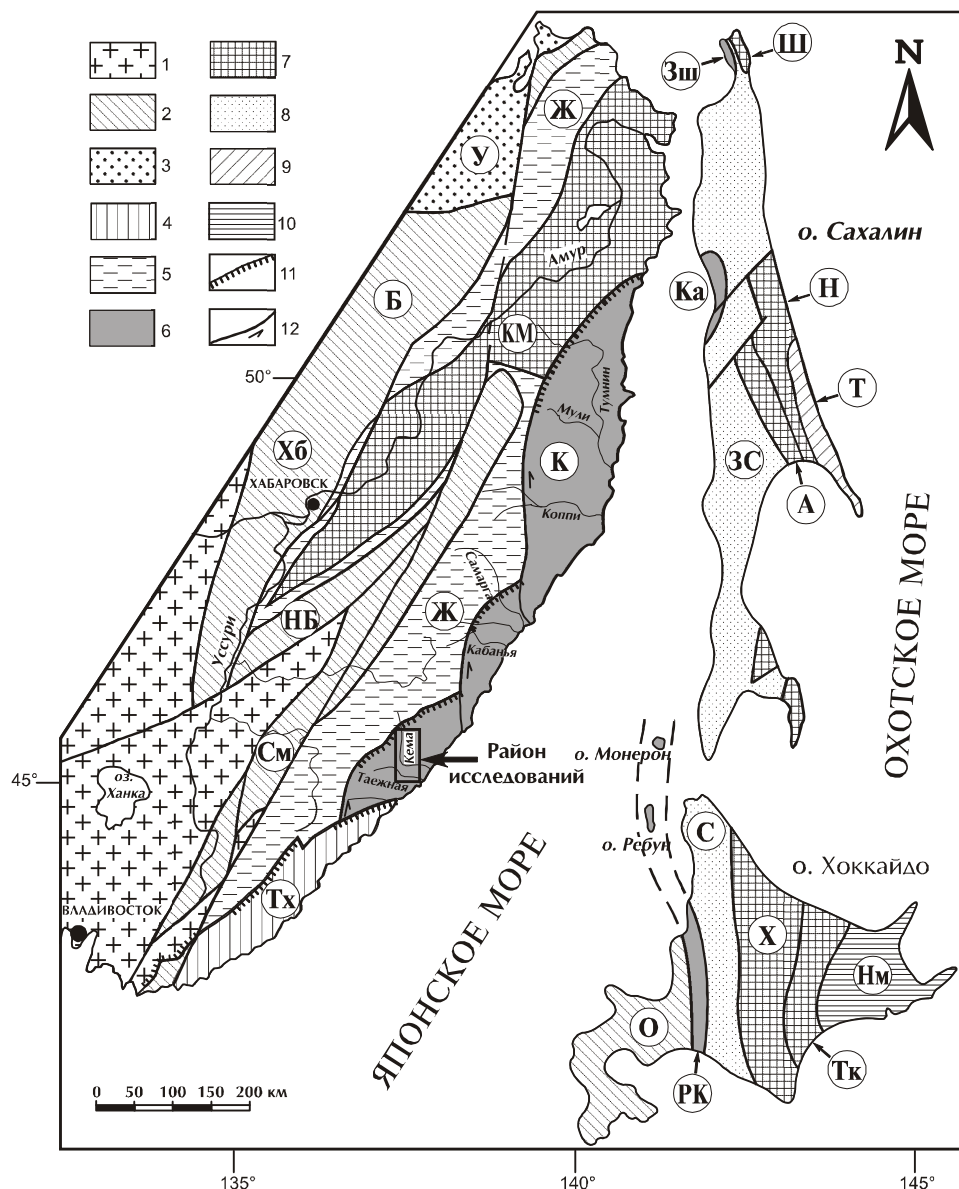 1
2
3
4
5
6
7
8
9
10
11
12
N
Зш
Ш
Ж
У
Амур
о. Сахалин
Б
Ка
Н
КМ
50°
Тумнин
Мули
Т
Хб
ХАБАРОВСК
К
ЗС
Коппи
А
Самарга
НБ
Ж
Уссури
Кабанья
ОХОТСКОЕ МОРЕ
См
Кема
Район
исследований
о. Монерон
45°
оз.
Ханка
Таежная
С
о. Ребун
о. Хоккайдо
Тх
ВЛАДИВОСТОК
ЯПОНСКОЕ МОРЕ
Х
Нм
О
Тк
РК
0 50 100 150 200 км
135°
140°
145°